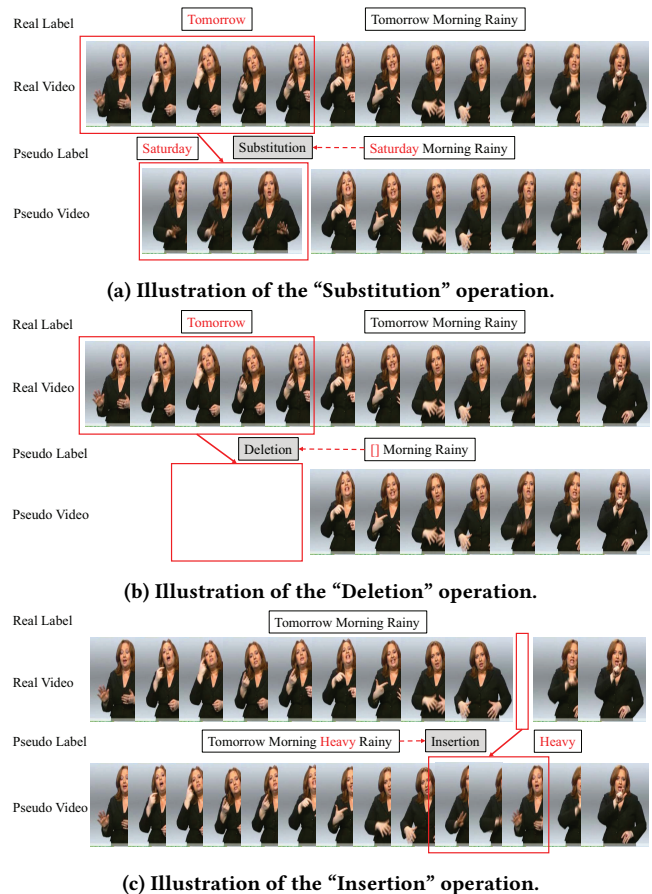 Real Label
Tomorrow
Tomorrow Morning Rainy
Real Video
Pseudo Label
Saturday
Substitution
Saturday Morning Rainy
Pseudo Video
(a) Illustration of the “Substitution” operation.
Real Label
Tomorrow
Tomorrow Morning Rainy
Real Video
Pseudo Label
Deletion
[] Morning Rainy
Pseudo Video
(b) Illustration of the “Deletion” operation.
Real Label
Tomorrow Morning Rainy
Real Video
Pseudo Label
Tomorrow Morning Heavy Rainy
Insertion
Heavy
Pseudo Video
(c) Illustration of the “Insertion” operation.